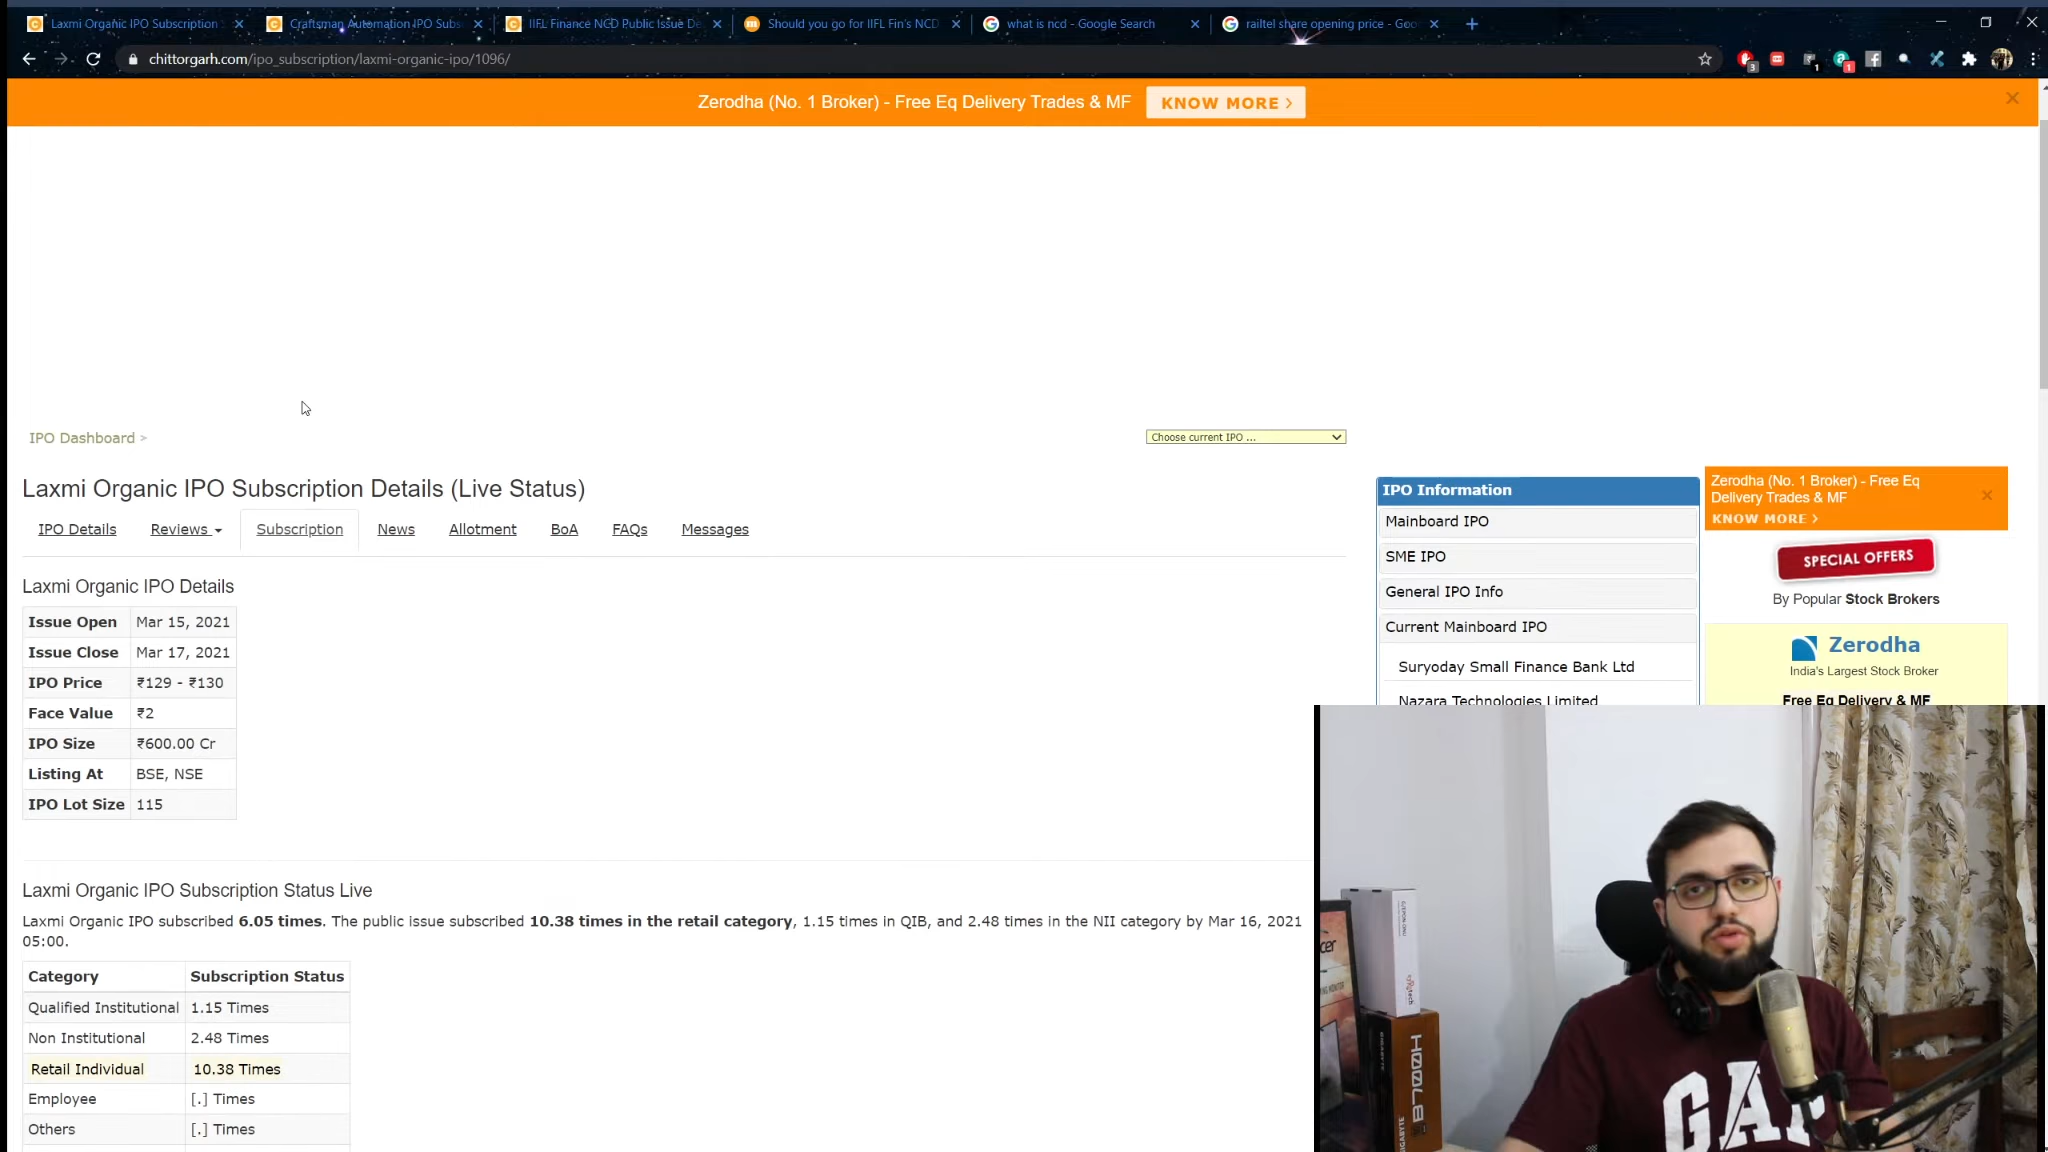 Laxmi Organic IPO Subscription
Craftsman Automation IPO Subs
IIFL Finance NCD Public Issue De
Should you go for IIFL Fin's NCD
what is ncd - Google Search
railtel share opening price - Goo
chittorgarh.com/ipo_subscription/laxmi-organic-ipo/1096/
Zerodha (No. 1 Broker) - Free Eq Delivery Trades & MF KNOW MORE >
IPO Dashboard >
Choose current IPO ...
Laxmi Organic IPO Subscription Details (Live Status)
IPO Details Reviews Subscription News Allotment BoA FAQs Messages
Laxmi Organic IPO Details
Issue Open Mar 15, 2021
Issue Close Mar 17, 2021
IPO Price ₹129 - ₹130
Face Value ₹2
IPO Size ₹600.00 Cr
Listing At BSE, NSE
IPO Lot Size 115
Laxmi Organic IPO Subscription Status Live
Laxmi Organic IPO subscribed 6.05 times. The public issue subscribed 10.38 times in the retail category, 1.15 times in QIB, and 2.48 times in the NII category by Mar 16, 2021
05:00.
Category Subscription Status
Qualified Institutional 1.15 Times
Non Institutional 2.48 Times
Retail Individual 10.38 Times
Employee [.] Times
Others [.] Times
IPO Information
Mainboard IPO
SME IPO
General IPO Info
Current Mainboard IPO
Suryoday Small Finance Bank Ltd
Nazara Technologies Limited
Zerodha (No. 1 Broker) - Free Eq
Delivery Trades & MF
KNOW MORE >
SPECIAL OFFERS
By Popular Stock Brokers
Zerodha
India's Largest Stock Broker
Free Eq Delivery & MF
GAP
H300L78
GIGABYTE